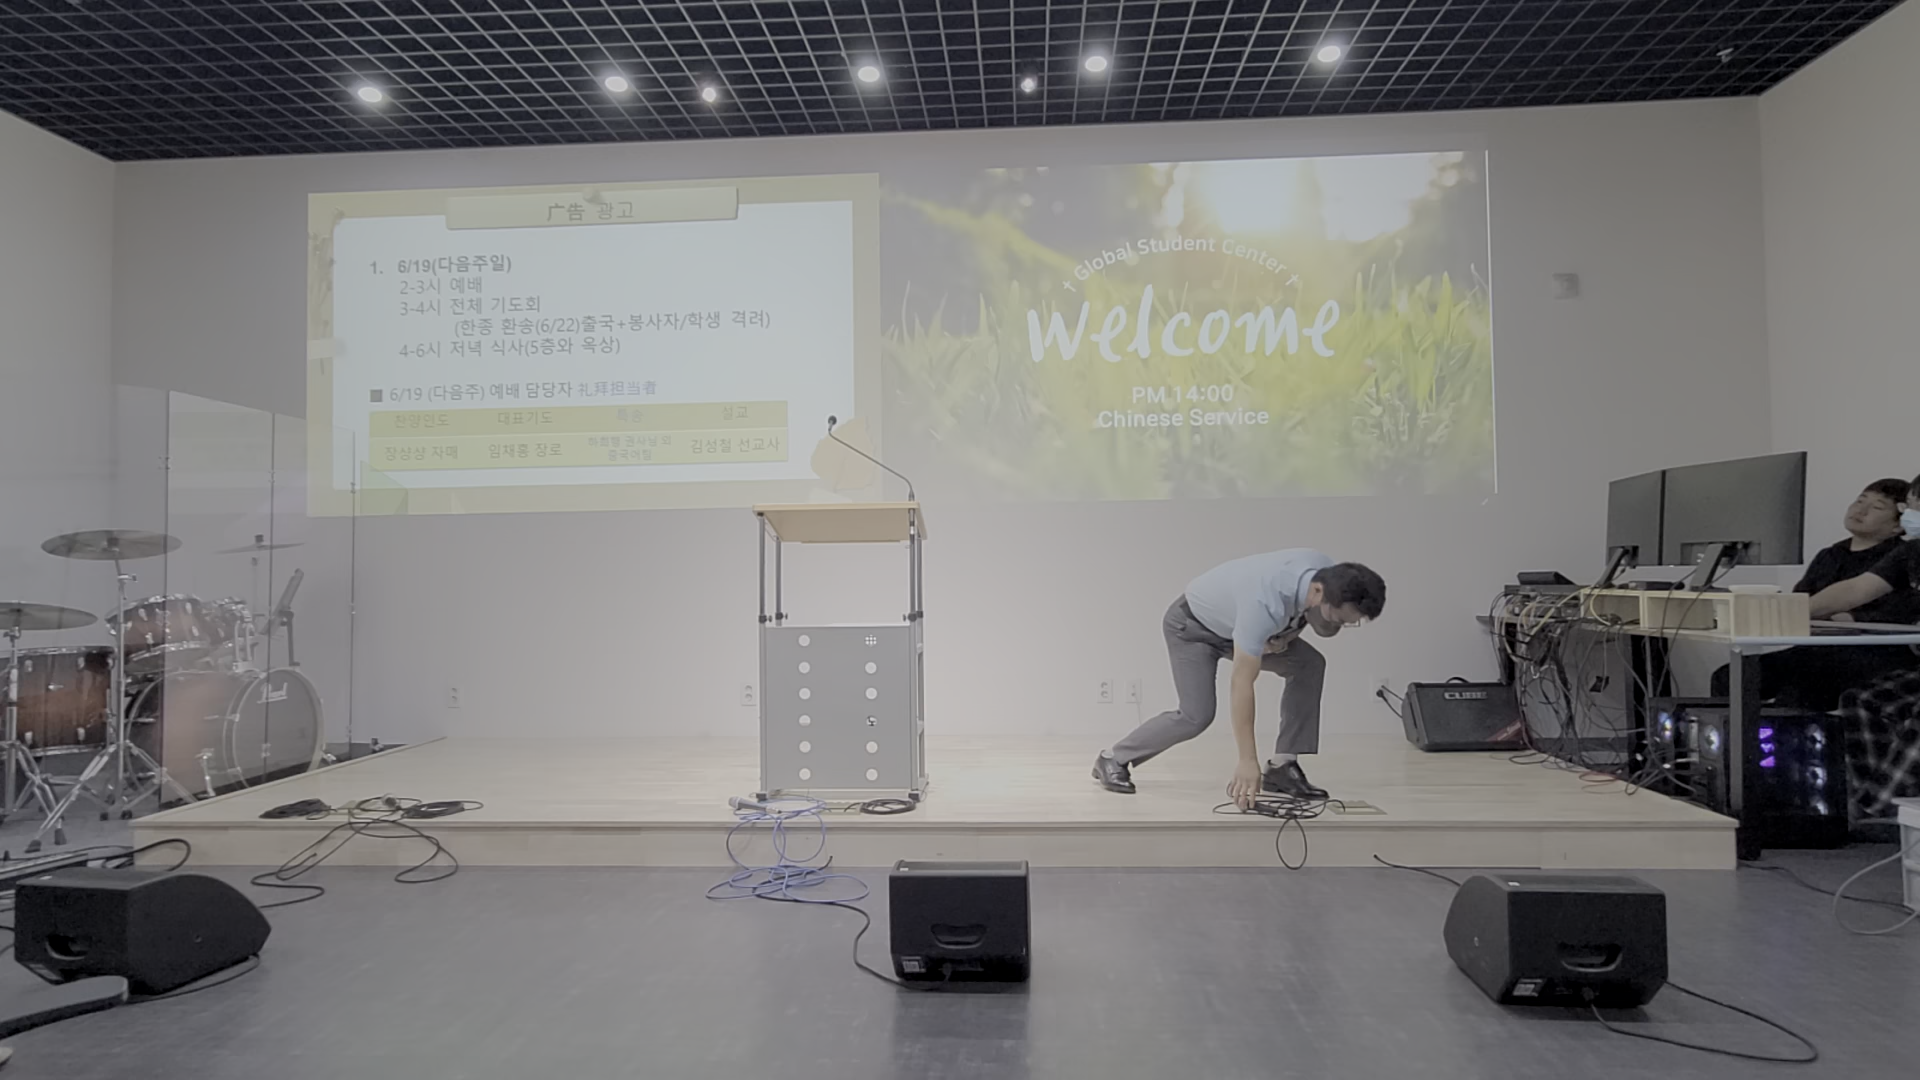 广告 광고
1. 6/19(다음주일)
2-3시 예배
3-4시 전체 기도회
(한종 환송(6/22)출국+봉사자/학생 격려)
4-6시 저녁 식사(5층와 옥상)
■ 6/19 (다음주) 예배 담당자 礼拜担当者
찬양인도 대표기도 특송 설교
장상상 자매 임채홍 장로 김성철 선교사
† Global Student Center †
Welcome
PM 14:00
Chinese Service
Pearl
CUBE